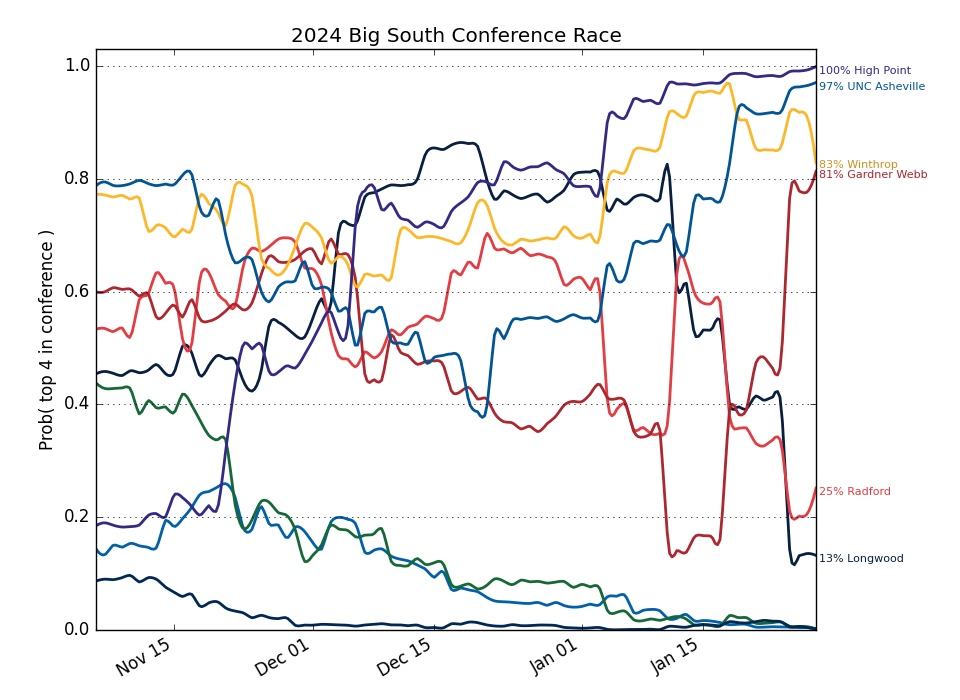 2024 Big South Conference Race
Prob( top 4 in conference )
1.0
0.8
0.6
0.4
0.2
0.0
Nov 15
Dec 01
Dec 15
Jan 01
Jan 15
100% High Point
97% UNC Asheville
83% Winthrop
81% Gardner Webb
25% Radford
13% Longwood